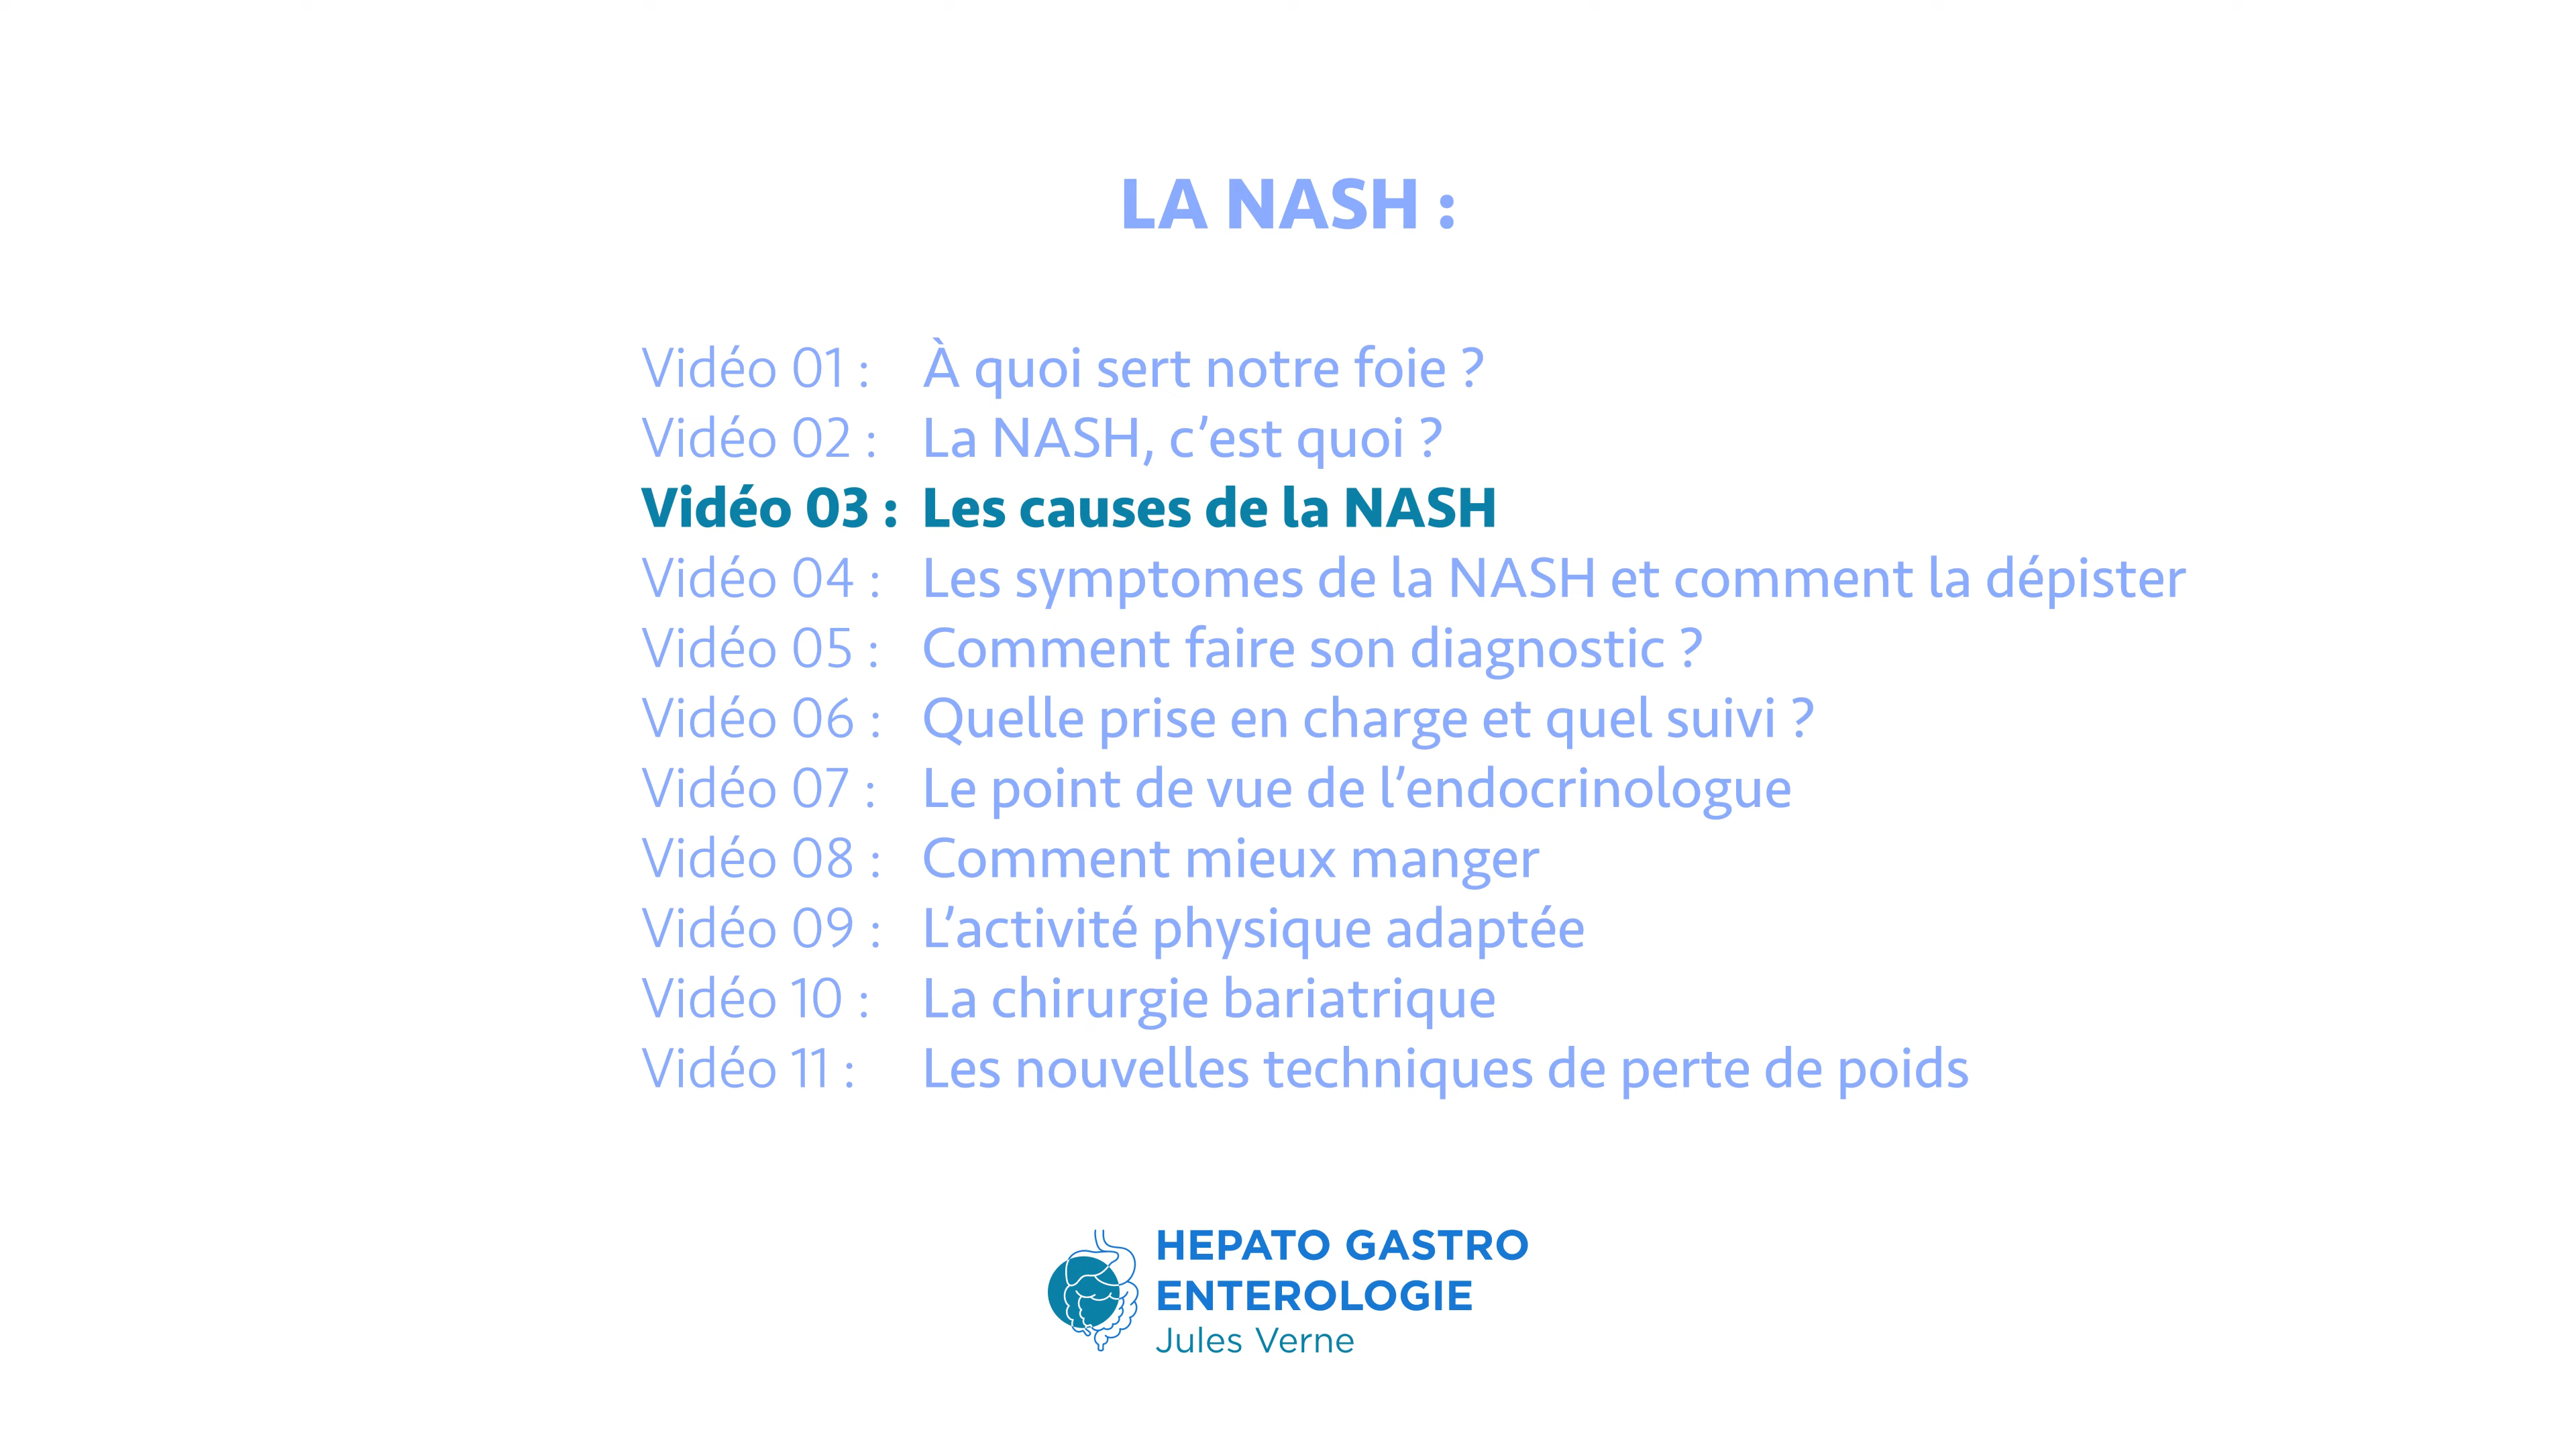 LA NASH :
Vidéo 01 : À quoi sert notre foie ?
Vidéo 02 : La NASH, c’est quoi ?
Vidéo 03 : Les causes de la NASH
Vidéo 04 : Les symptomes de la NASH et comment la dépister
Vidéo 05 : Comment faire son diagnostic ?
Vidéo 06 : Quelle prise en charge et quel suivi ?
Vidéo 07 : Le point de vue de l’endocrinologue
Vidéo 08 : Comment mieux manger
Vidéo 09 : L’activité physique adaptée
Vidéo 10 : La chirurgie bariatrique
Vidéo 11 : Les nouvelles techniques de perte de poids
HEPATO GASTRO
ENTEROLOGIE
Jules Verne